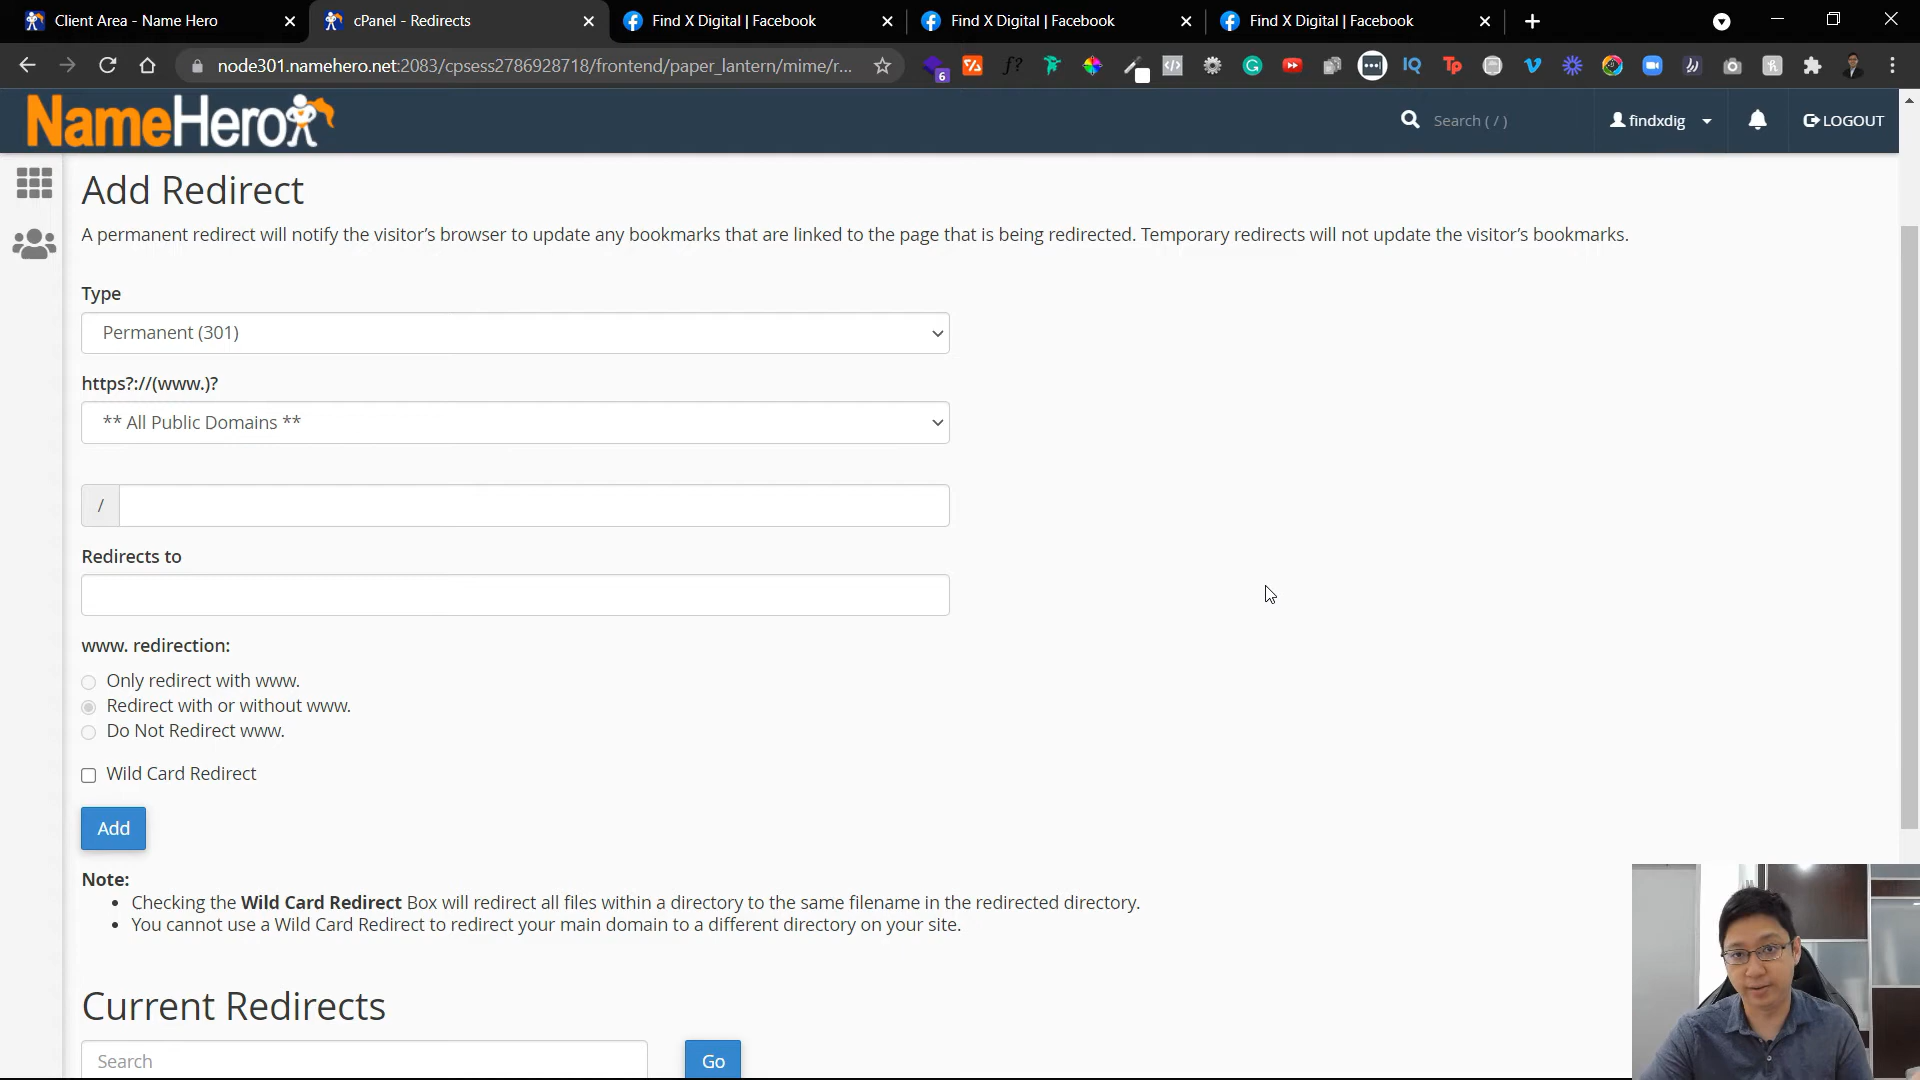 Client Area - Name Hero
cPanel - Redirects
Find X Digital | Facebook
Find X Digital | Facebook
Find X Digital | Facebook
node301.namehero.net:2083/cpsess2786928718/frontend/paper_lantern/mime/r...
6
f?
IQ
Tp
NameHero
Search ( / )
findxdig
LOGOUT
Add Redirect
A permanent redirect will notify the visitor’s browser to update any bookmarks that are linked to the page that is being redirected. Temporary redirects will not update the visitor’s bookmarks.
Type
Permanent (301)
https?://(www.)?
** All Public Domains **
/
Redirects to
www. redirection:
Only redirect with www.
Redirect with or without www.
Do Not Redirect www.
Wild Card Redirect
Add
Note:
Checking the Wild Card Redirect Box will redirect all files within a directory to the same filename in the redirected directory.
You cannot use a Wild Card Redirect to redirect your main domain to a different directory on your site.
Current Redirects
Search
Go